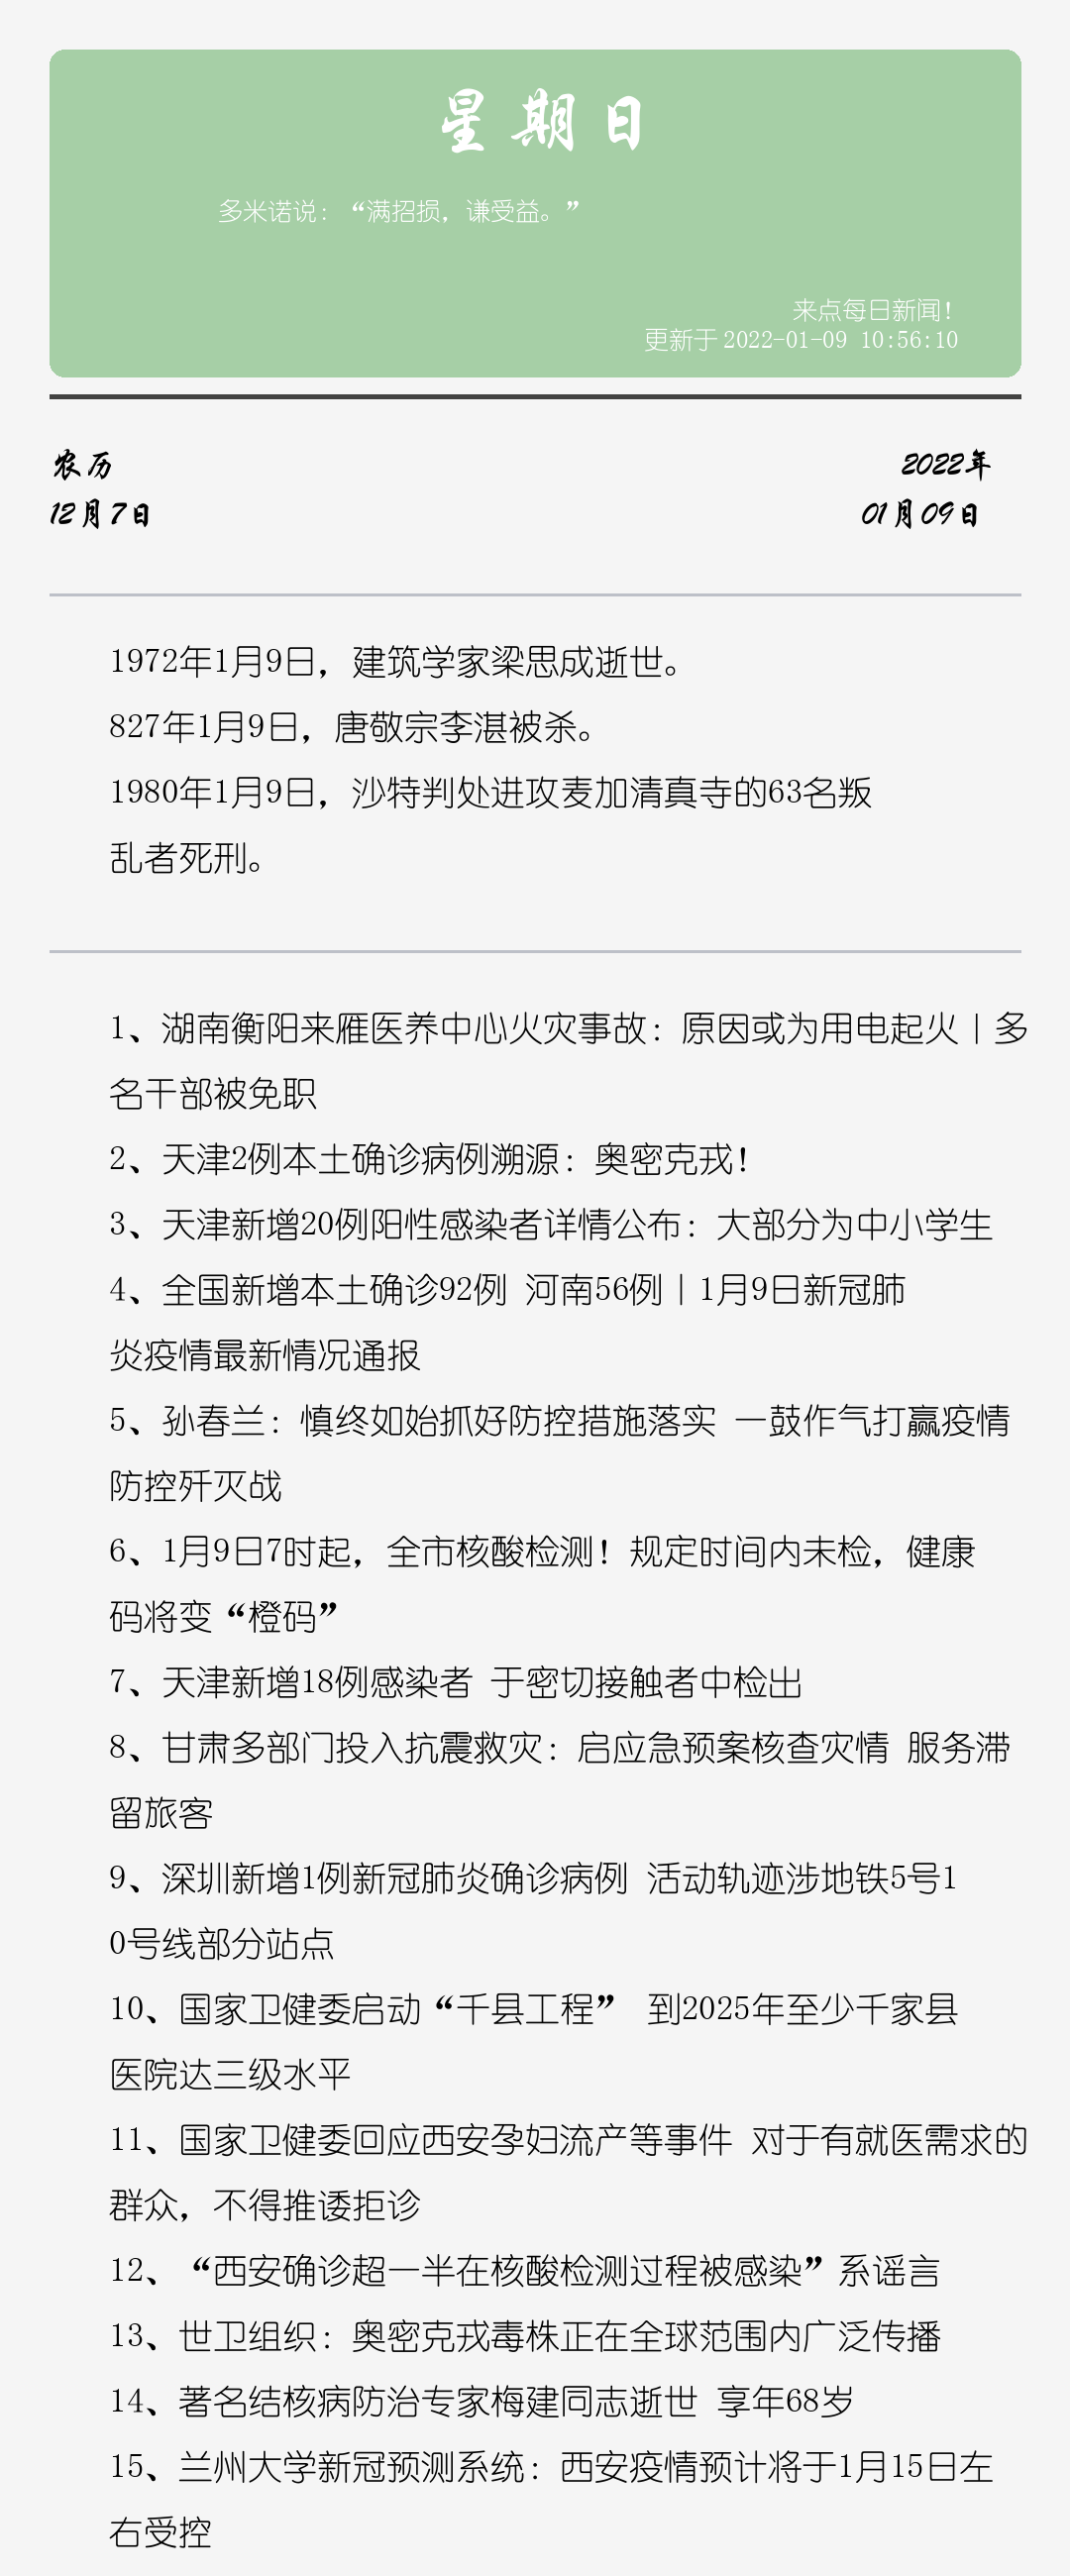 星期日
多米诺说：“满招损，谦受益。”
来点每日新闻！
更新于2022-01-09 10:56:10
农历
2022年
12月7日
01月09日
1972年1月9日，建筑学家梁思成逝世。
827年1月9日，唐敬宗李湛被杀。
1980年1月9日，沙特判处进攻麦加清真寺的63名叛
乱者死刑。
1、湖南衡阳来雁医养中心火灾事故：原因或为用电起火丨多
名干部被免职
2、天津2例本土确诊病例溯源：奥密克戎！
3、天津新增20例阳性感染者详情公布：大部分为中小学生
4、全国新增本土确诊92例 河南56例丨1月9日新冠肺
炎疫情最新情况通报
5、孙春兰：慎终如始抓好防控措施落实 一鼓作气打赢疫情
防控歼灭战
6、1月9日7时起，全市核酸检测！规定时间内未检，健康
码将变“橙码”
7、天津新增18例感染者 于密切接触者中检出
8、甘肃多部门投入抗震救灾：启应急预案核查灾情 服务滞
留旅客
9、深圳新增1例新冠肺炎确诊病例 活动轨迹涉地铁5号1
0号线部分站点
10、国家卫健委启动“千县工程” 到2025年至少千家县
医院达三级水平
11、国家卫健委回应西安孕妇流产等事件 对于有就医需求的
群众，不得推诿拒诊
12、“西安确诊超一半在核酸检测过程被感染”系谣言
13、世卫组织：奥密克戎毒株正在全球范围内广泛传播
14、著名结核病防治专家梅建同志逝世 享年68岁
15、兰州大学新冠预测系统：西安疫情预计将于1月15日左
右受控